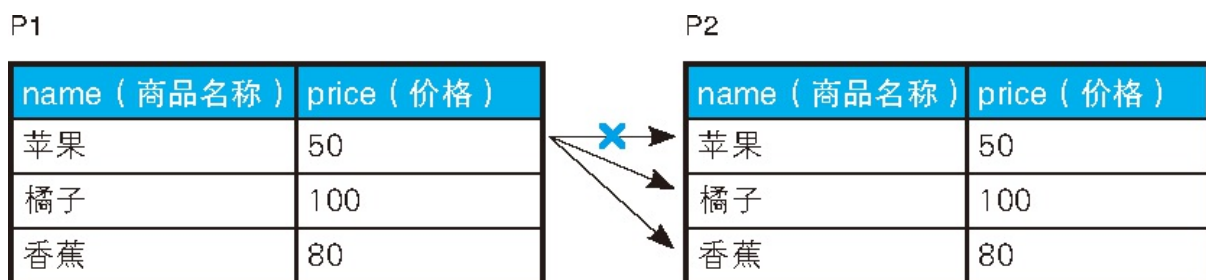 P1 P2
name（商品名称） price（价格） name（商品名称） price（价格）
苹果 50 苹果 50
橘子 100 橘子 100
香蕉 80 香蕉 80